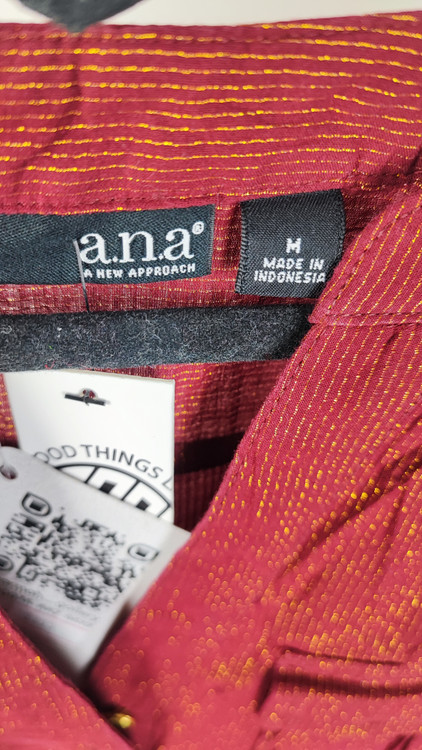 a.n.a®
A NEW APPROACH
M
MADE IN
INDONESIA
OOD THINGS